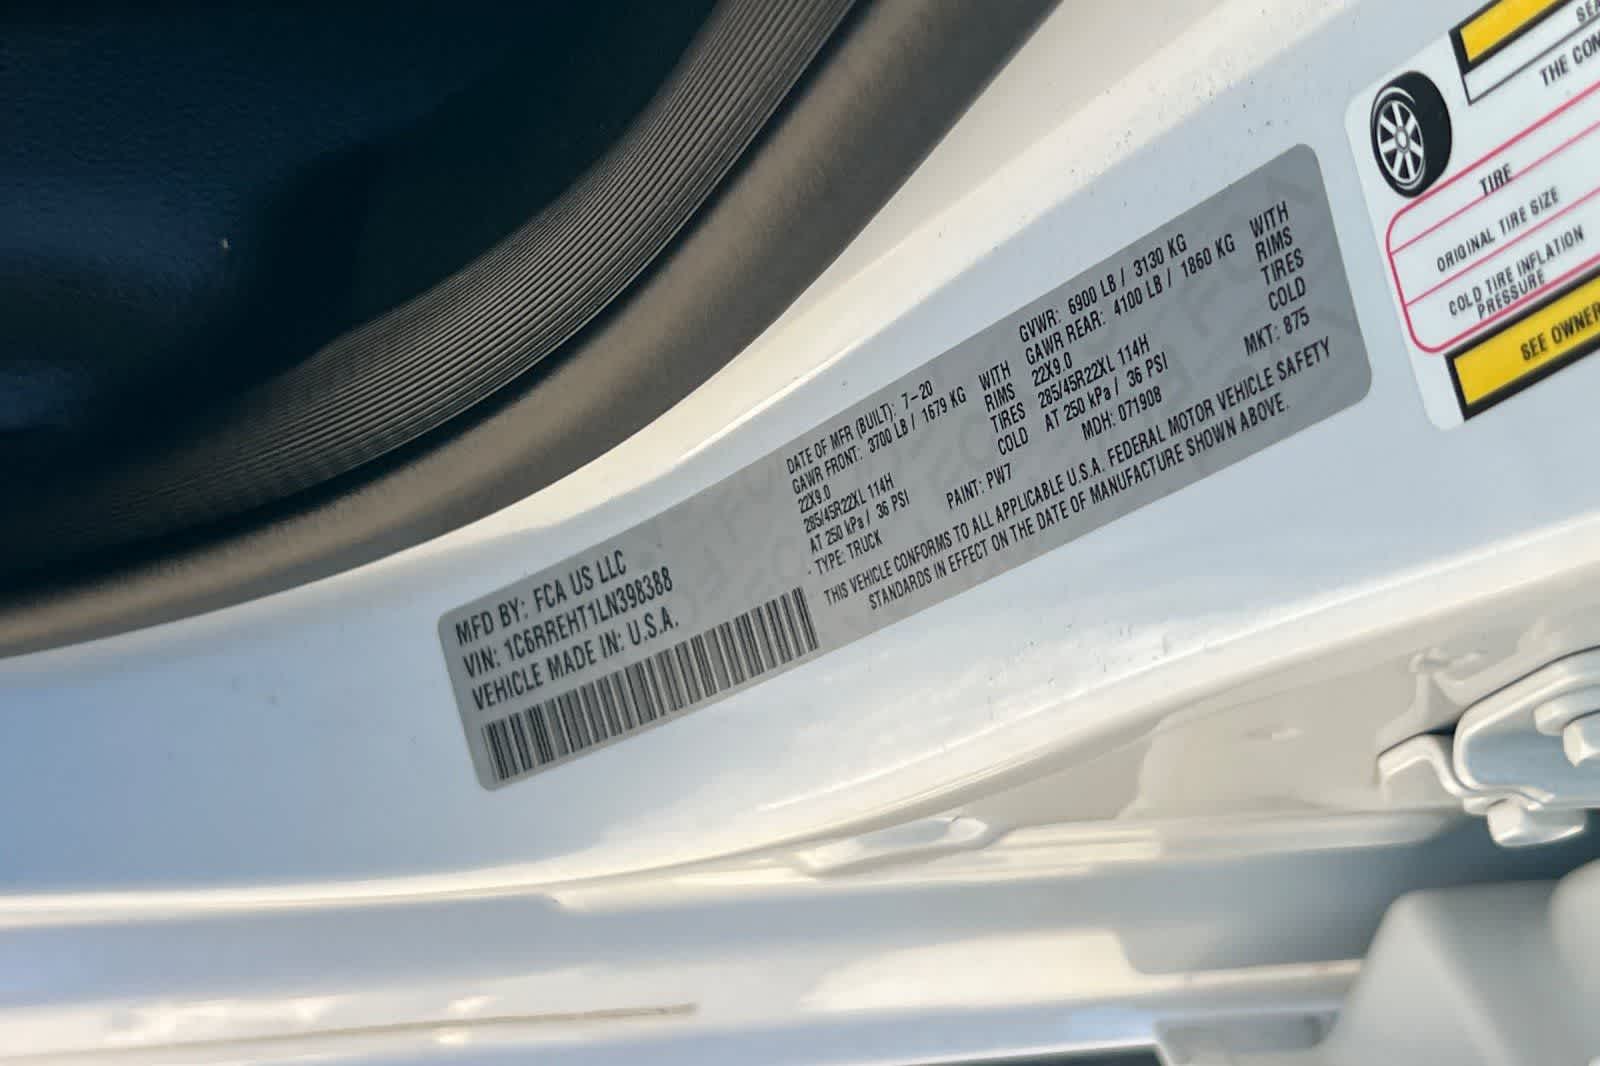 MFD BY: FCA US LLC
VIN: 1C6RREHT1LN398388
VEHICLE MADE IN: U.S.A.
DATE OF MFR (BUILT): 7-20
GAWR FRONT: 3700 LB / 1679 KG WITH
22X9.0 RIMS
285/45R22XL 114H TIRES
AT 250 kPa / 36 PSI COLD
TYPE: TRUCK PAINT: PW7
GVWR: 6900 LB / 3130 KG
GAWR REAR: 4100 LB / 1860 KG WITH
22X9.0 RIMS
285/45R22XL 114H TIRES
AT 250 kPa / 36 PSI COLD
MDH: 071908 MKT: 875
THIS VEHICLE CONFORMS TO ALL APPLICABLE U.S.A. FEDERAL MOTOR VEHICLE SAFETY
STANDARDS IN EFFECT ON THE DATE OF MANUFACTURE SHOWN ABOVE.
SEA
THE CON
TIRE
ORIGINAL TIRE SIZE
COLD TIRE INFLATION
PRESSURE
SEE OWNER